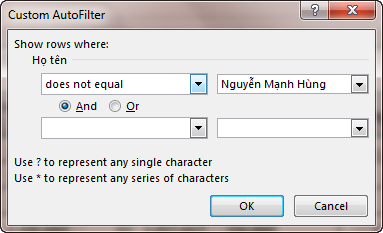 Custom AutoFilter
Show rows where:
Họ tên
does not equal Nguyễn Mạnh Hùng
And Or
Use ? to represent any single character
Use * to represent any series of characters
OK Cancel